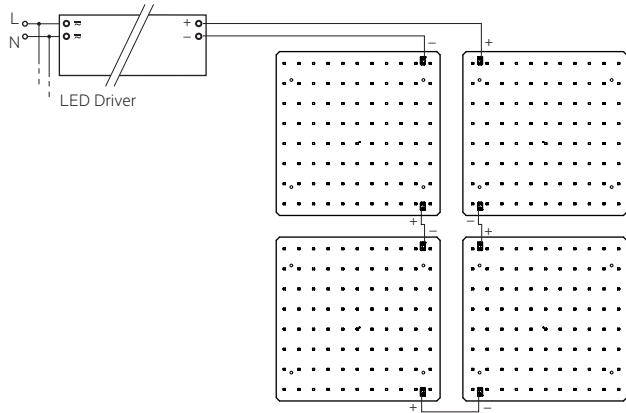 L
N
+
−
LED Driver
− +
+ −
− +
+ −